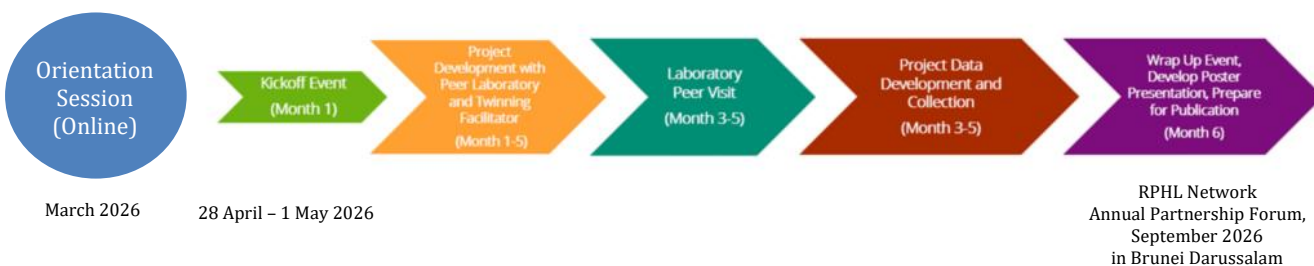 Orientation
Session
(Online)
Kickoff Event
(Month 1)
Project
Development with
Peer Laboratory
and Twinning
Facilitator
(Month 1-5)
Laboratory
Peer Visit
(Month 3-5)
Project Data
Development and
Collection
(Month 3-5)
Wrap Up Event,
Develop Poster
Presentation, Prepare
for Publication
(Month 6)
March 2026
28 April – 1 May 2026
RPHL Network
Annual Partnership Forum,
September 2026
in Brunei Darussalam